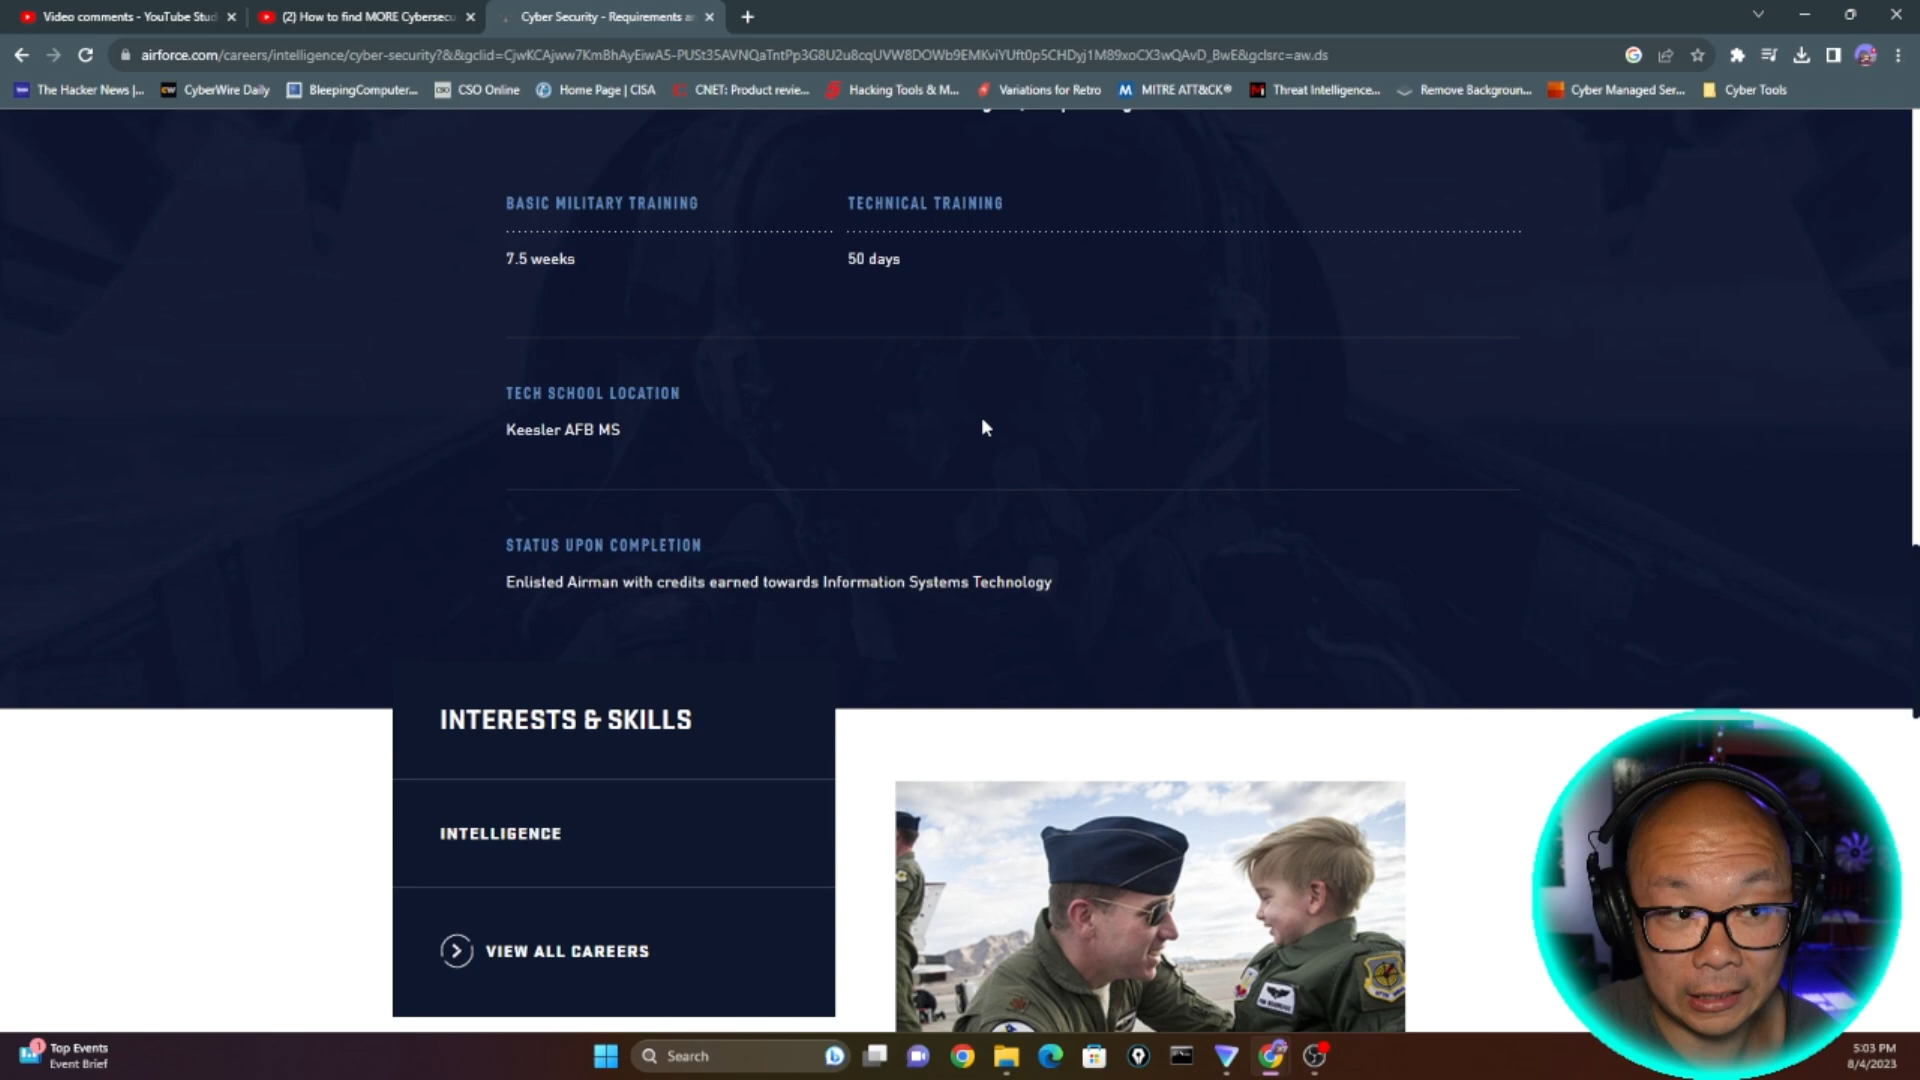 Video comments - YouTube Stud
(2) How to find MORE Cybersecu
Cyber Security - Requirements a
airforce.com/careers/intelligence/cyber-security?&&gclid=CjwKCAjww7KmBhAyEiwA5-PUSt35AVNQaTntPp3G8U2u8cqUVW8DOWb9EMKviYUft0p5CHDyj1M89xoCX3wQAvD_BwE&gclsrc=aw.ds
The Hacker News |...
CyberWire Daily
BleepingComputer...
CSO Online
Home Page | CISA
CNET: Product revie...
Hacking Tools & M...
Variations for Retro
MITRE ATT&CK®
Threat Intelligence...
Remove Backgroun...
Cyber Managed Ser...
Cyber Tools
BASIC MILITARY TRAINING
TECHNICAL TRAINING
7.5 weeks
50 days
TECH SCHOOL LOCATION
Keesler AFB MS
STATUS UPON COMPLETION
Enlisted Airman with credits earned towards Information Systems Technology
INTERESTS & SKILLS
INTELLIGENCE
VIEW ALL CAREERS
Top Events
Event Brief
Search
5:03 PM
8/4/2023